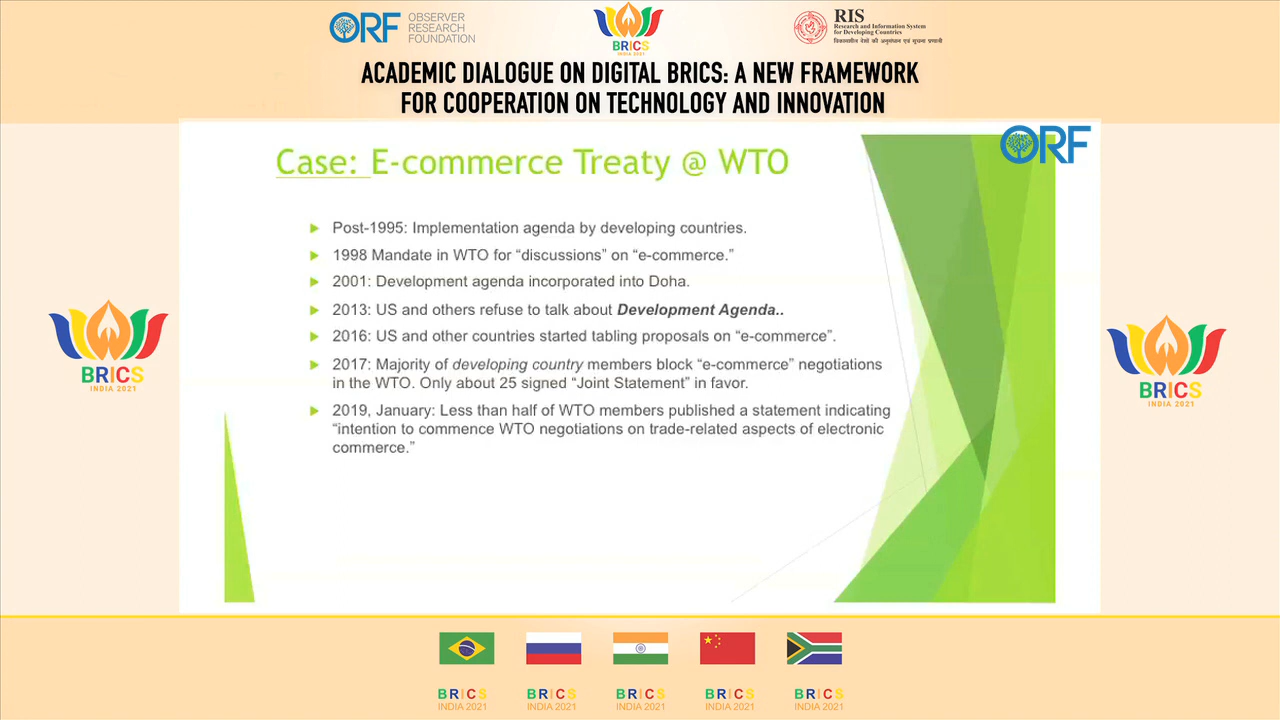 ORF
OBSERVER
RESEARCH
FOUNDATION
BRICS
INDIA 2021
RIS
Research and Information System
for Developing Countries
विकासशील देशों की अनुसंधान एवं सूचना प्रणाली
ACADEMIC DIALOGUE ON DIGITAL BRICS: A NEW FRAMEWORK
FOR COOPERATION ON TECHNOLOGY AND INNOVATION
ORF
Case: E-commerce Treaty @ WTO
Post-1995: Implementation agenda by developing countries.
1998 Mandate in WTO for “discussions” on “e-commerce.”
2001: Development agenda incorporated into Doha.
2013: US and others refuse to talk about Development Agenda..
2016: US and other countries started tabling proposals on “e-commerce”.
2017: Majority of developing country members block “e-commerce” negotiations
in the WTO. Only about 25 signed “Joint Statement” in favor.
2019, January: Less than half of WTO members published a statement indicating
“intention to commence WTO negotiations on trade-related aspects of electronic
commerce.”
BRICS
INDIA 2021
BRICS
INDIA 2021
BRICS
INDIA 2021
BRICS
INDIA 2021
BRICS
INDIA 2021
BRICS
INDIA 2021
BRICS
INDIA 2021